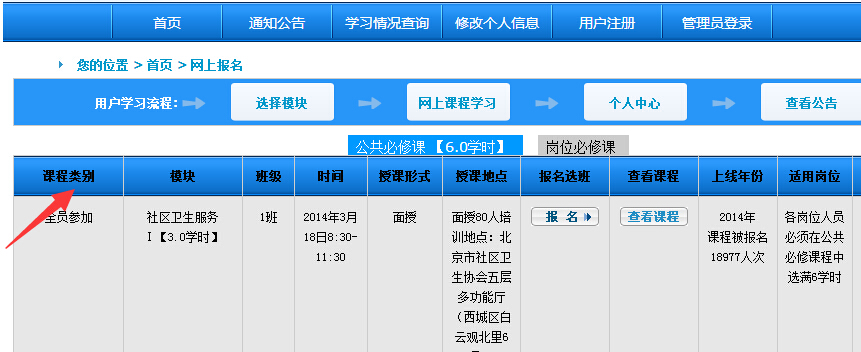 首页 通知公告 学习情况查询 修改个人信息 用户注册 管理员登录
您的位置 > 首页 > 网上报名
用户学习流程: 选择模块 网上课程学习 个人中心 查看公告
公共必修课【6.0学时】 岗位必修课
课程类别 模块 班级 时间 授课形式 授课地点 报名选班 查看课程 上线年份 适用岗位
全员参加 社区卫生服务 1班 2014年3月 面授 面授80人培 报 名 查看课程 2014年 各岗位人员
I【3.0学时】 18日8:30- 训地点：北 课程被报名 必须在公共
11:30 京市社区卫 18977人次 必修课程中
生协会五层 选满6学时
多功能厅
（西城区白
云观北里6